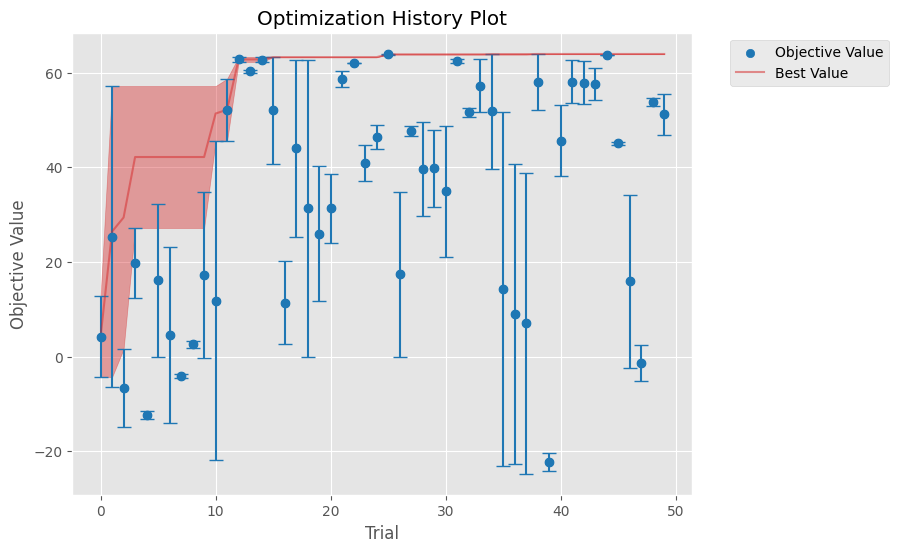 Optimization History Plot
Objective Value
Best Value
Objective Value
60
40
20
0
−20
0 10 20 30 40 50
Trial